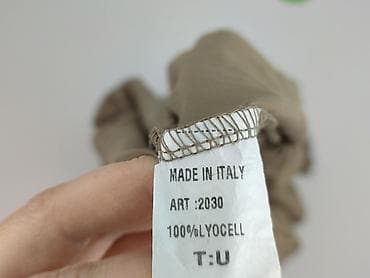 MADE IN ITALY
ART :2030
100%LYOCELL
T:U